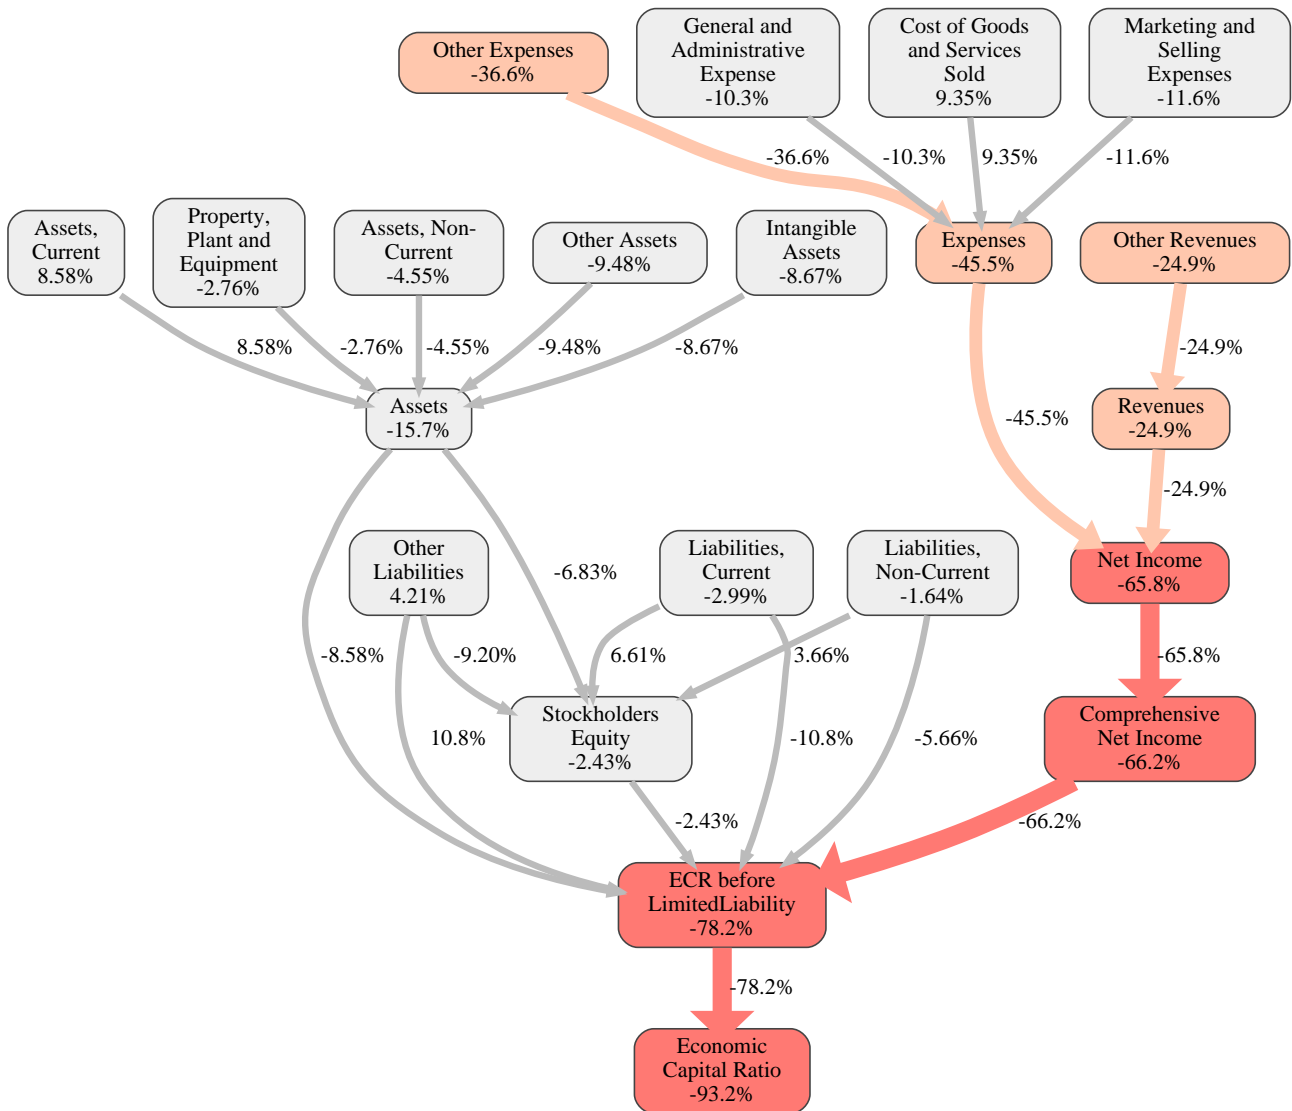 Other Expenses
-36.6%
General and
Administrative
Expense
-10.3%
Cost of Goods
and Services
Sold
9.35%
Marketing and
Selling
Expenses
-11.6%
-36.6%
-10.3%
9.35%
-11.6%
Assets,
Current
8.58%
Property,
Plant and
Equipment
-2.76%
Assets, Non-
Current
-4.55%
Other Assets
-9.48%
Intangible
Assets
-8.67%
Expenses
-45.5%
Other Revenues
-24.9%
8.58%
-2.76%
-4.55%
-9.48%
-8.67%
-24.9%
Assets
-15.7%
-45.5%
Revenues
-24.9%
-24.9%
Other
Liabilities
4.21%
-6.83%
Liabilities,
Current
-2.99%
Liabilities,
Non-Current
-1.64%
Net Income
-65.8%
-8.58%
-9.20%
6.61%
3.66%
-65.8%
Stockholders
Equity
-2.43%
10.8%
-10.8%
-5.66%
Comprehensive
Net Income
-66.2%
-2.43%
-66.2%
ECR before
LimitedLiability
-78.2%
-78.2%
Economic
Capital Ratio
-93.2%